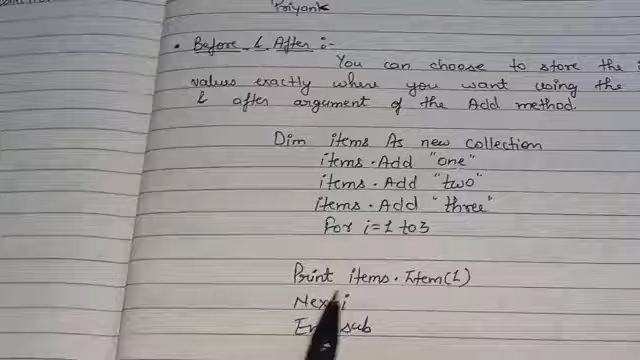 Priyank
• Before & After :-
You can choose to store the
values exactly where you want using the
& after argument of the Add method
Dim items As new collection
items.Add "one"
items.Add "two"
items.Add "three"
For i=1 to 3
Print items.Item(1)
Next i
sub